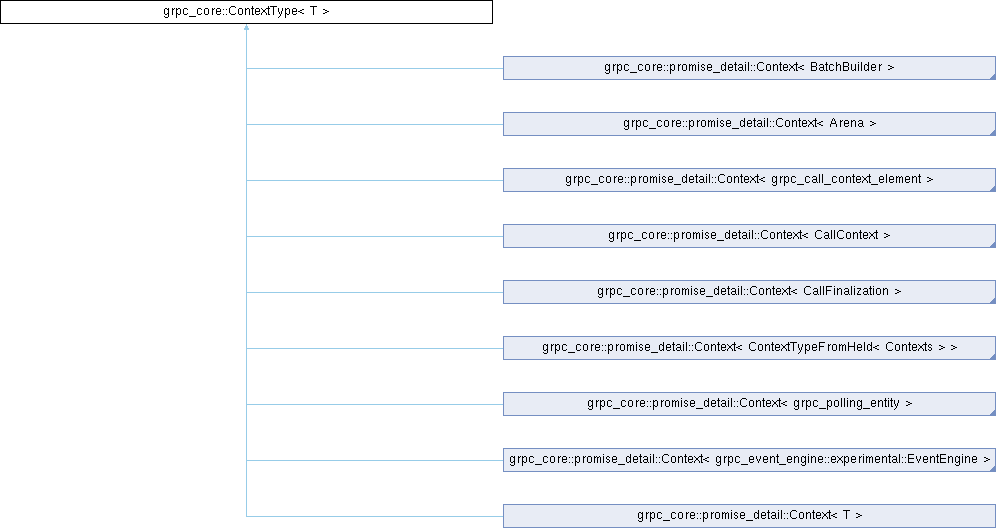 grpc_core::ContextType< T >
grpc_core::promise_detail::Context< BatchBuilder >
grpc_core::promise_detail::Context< Arena >
grpc_core::promise_detail::Context< grpc_call_context_element >
grpc_core::promise_detail::Context< CallContext >
grpc_core::promise_detail::Context< CallFinalization >
grpc_core::promise_detail::Context< ContextTypeFromHeld< Contexts > >
grpc_core::promise_detail::Context< grpc_polling_entity >
grpc_core::promise_detail::Context< grpc_event_engine::experimental::EventEngine >
grpc_core::promise_detail::Context< T >